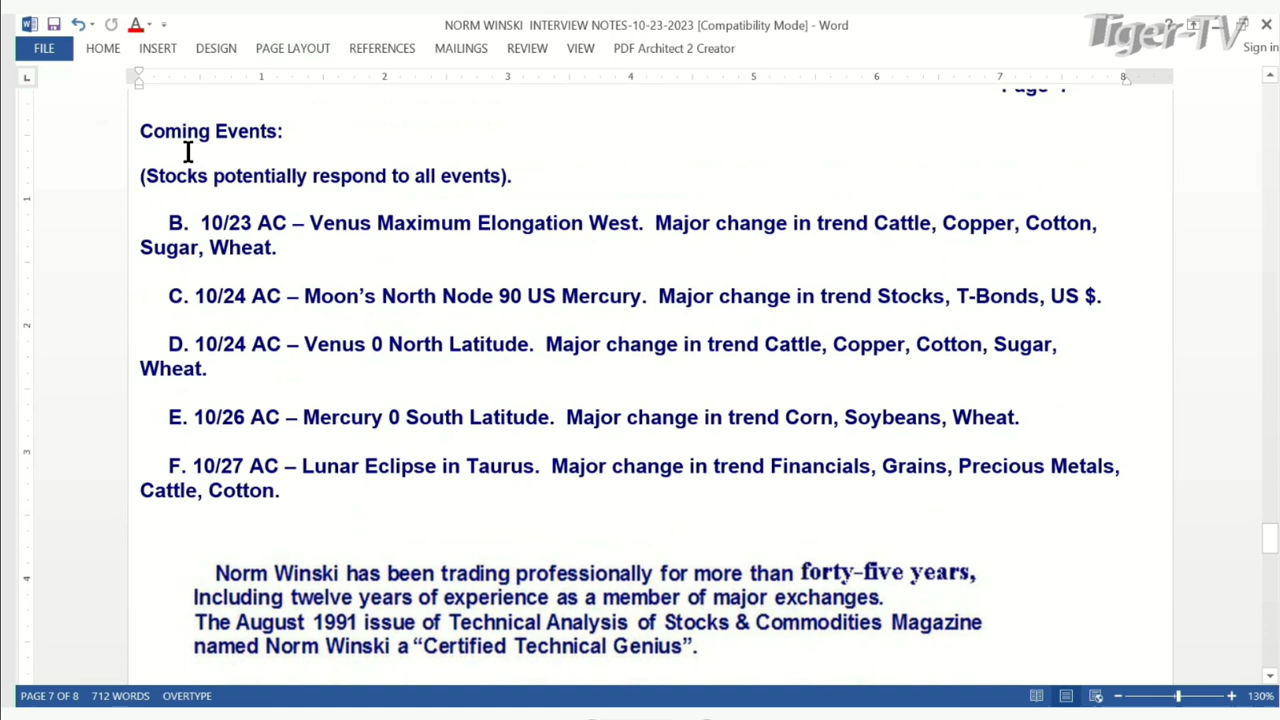 NORM WINSKI INTERVIEW NOTES-10-23-2023 [Compatibility Mode] - Word
Tiger-TV
FILE HOME INSERT DESIGN PAGE LAYOUT REFERENCES MAILINGS REVIEW VIEW PDF Architect 2 Creator Sign in
1 2 3 4 5 6 7 8
Coming Events:
(Stocks potentially respond to all events).
B. 10/23 AC – Venus Maximum Elongation West. Major change in trend Cattle, Copper, Cotton,
Sugar, Wheat.
C. 10/24 AC – Moon’s North Node 90 US Mercury. Major change in trend Stocks, T-Bonds, US $.
D. 10/24 AC – Venus 0 North Latitude. Major change in trend Cattle, Copper, Cotton, Sugar,
Wheat.
E. 10/26 AC – Mercury 0 South Latitude. Major change in trend Corn, Soybeans, Wheat.
F. 10/27 AC – Lunar Eclipse in Taurus. Major change in trend Financials, Grains, Precious Metals,
Cattle, Cotton.
Norm Winski has been trading professionally for more than forty-five years,
Including twelve years of experience as a member of major exchanges.
The August 1991 issue of Technical Analysis of Stocks & Commodities Magazine
named Norm Winski a “Certified Technical Genius”.
PAGE 7 OF 8 712 WORDS OVERTYPE 130%